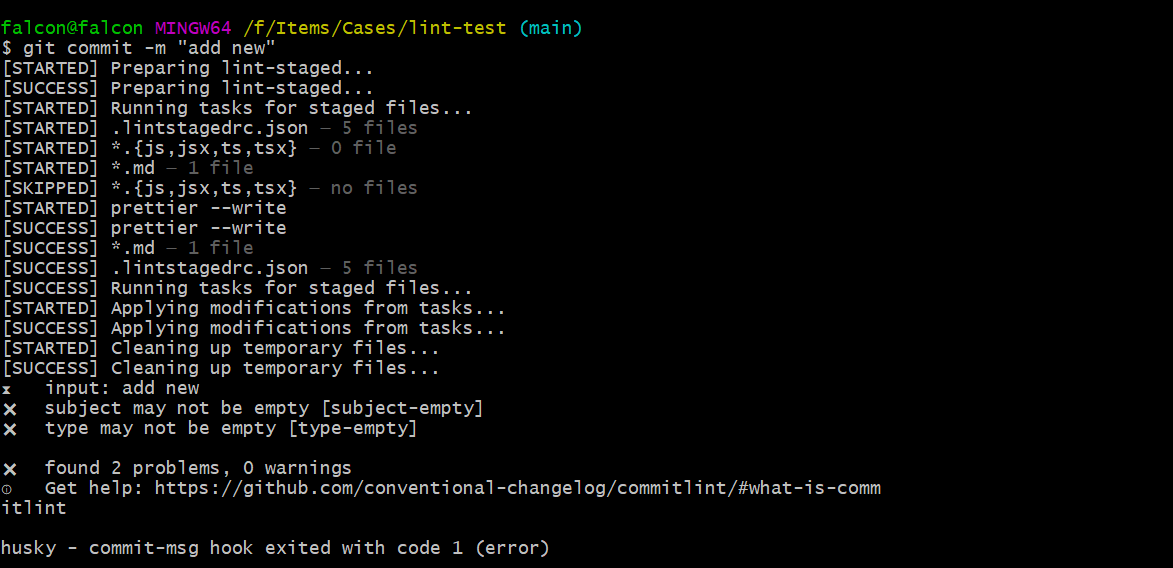 falcon@falcon MINGW64 /f/Items/Cases/lint-test (main)
$ git commit -m "add new"
[STARTED] Preparing lint-staged...
[SUCCESS] Preparing lint-staged...
[STARTED] Running tasks for staged files...
[STARTED] .lintstagedrc.json — 5 files
[STARTED] *.{js,jsx,ts,tsx} — 0 file
[STARTED] *.md — 1 file
[SKIPPED] *.{js,jsx,ts,tsx} — no files
[STARTED] prettier --write
[SUCCESS] prettier --write
[SUCCESS] *.md — 1 file
[SUCCESS] .lintstagedrc.json — 5 files
[SUCCESS] Running tasks for staged files...
[STARTED] Applying modifications from tasks...
[SUCCESS] Applying modifications from tasks...
[STARTED] Cleaning up temporary files...
[SUCCESS] Cleaning up temporary files...
⧗   input: add new
✖   subject may not be empty [subject-empty]
✖   type may not be empty [type-empty]
✖   found 2 problems, 0 warnings
ⓘ   Get help: https://github.com/conventional-changelog/commitlint/#what-is-comm
itlint
husky - commit-msg hook exited with code 1 (error)